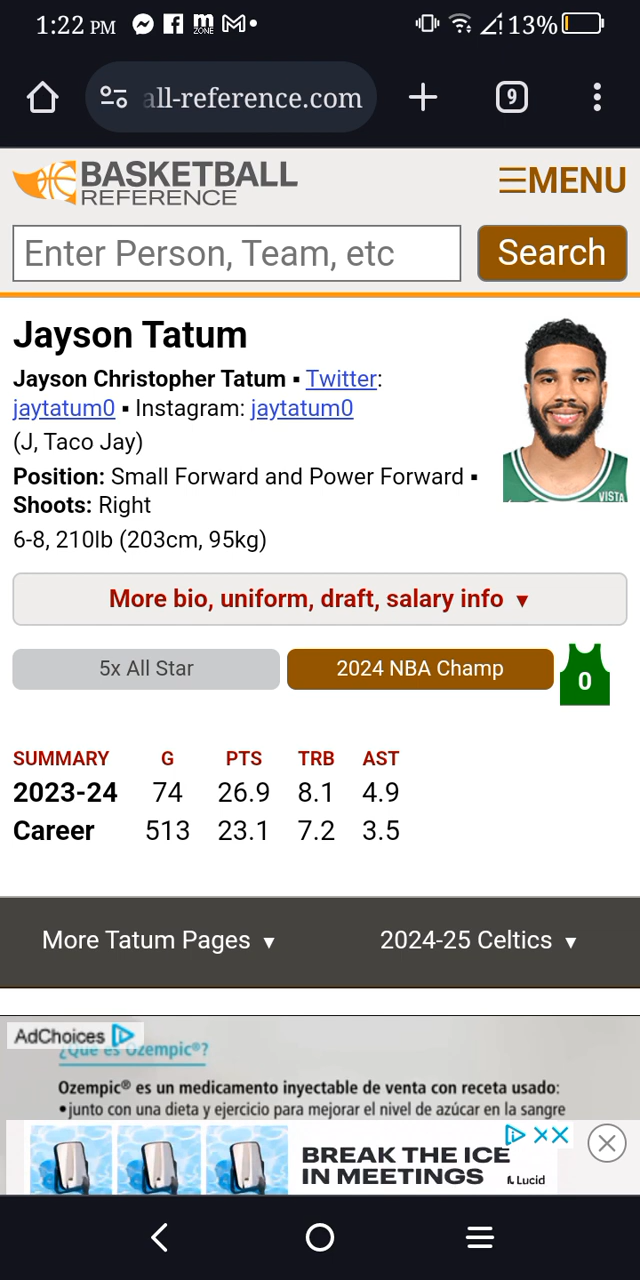 1:22 PM
m
ZONE
13%
all-reference.com
9
BASKETBALL
REFERENCE
MENU
Enter Person, Team, etc
Search
Jayson Tatum
Jayson Christopher Tatum ▪ Twitter:
jaytatum0 ▪ Instagram: jaytatum0
(J, Taco Jay)
Position: Small Forward and Power Forward ▪
Shoots: Right
6-8, 210lb (203cm, 95kg)
VISTA
More bio, uniform, draft, salary info ▼
5x All Star
2024 NBA Champ
0
SUMMARY G PTS TRB AST
2023-24 74 26.9 8.1 4.9
Career 513 23.1 7.2 3.5
More Tatum Pages ▼
2024-25 Celtics ▼
AdChoices
¿Qué es Ozempic®?
Ozempic® es un medicamento inyectable de venta con receta usado:
•junto con una dieta y ejercicio para mejorar el nivel de azúcar en la sangre
BREAK THE ICE
IN MEETINGS
Lucid